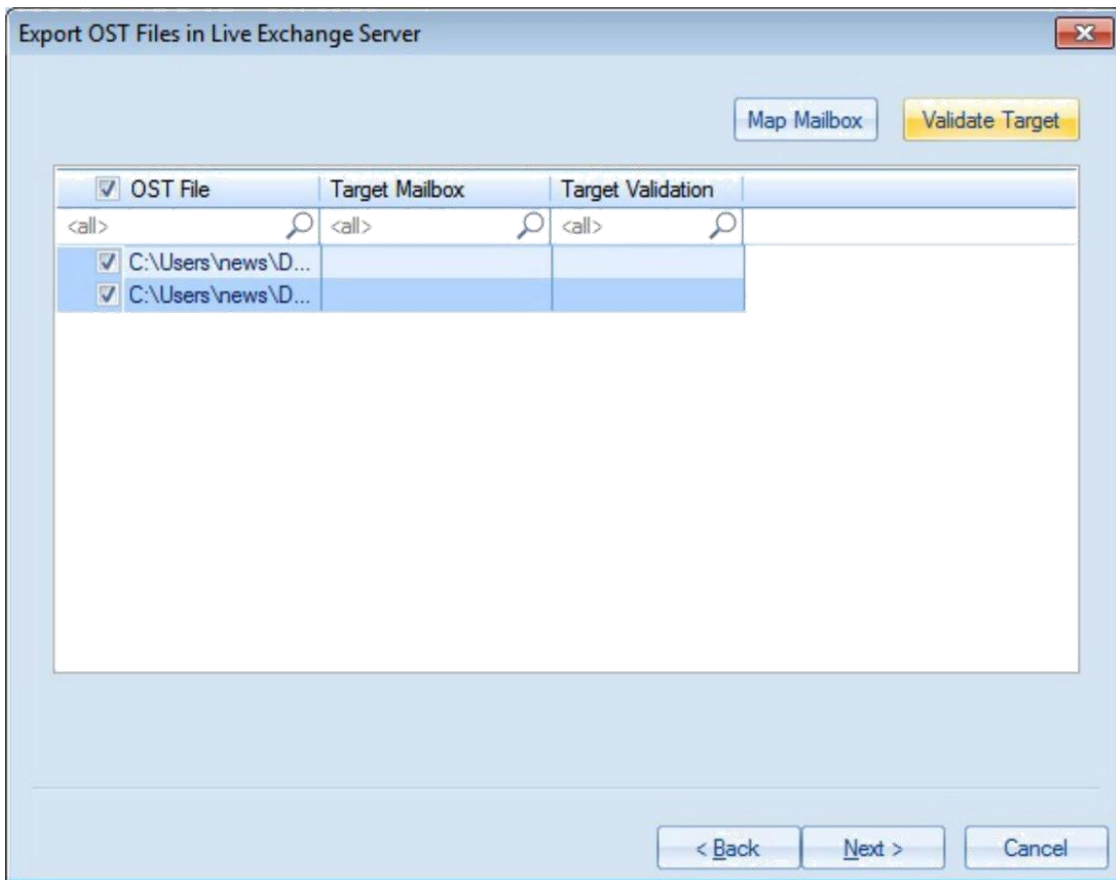 Export OST Files in Live Exchange Server
Map Mailbox Validate Target
OST File Target Mailbox Target Validation
<all> <all> <all>
C:\Users\news\D...
C:\Users\news\D...
< Back Next > Cancel